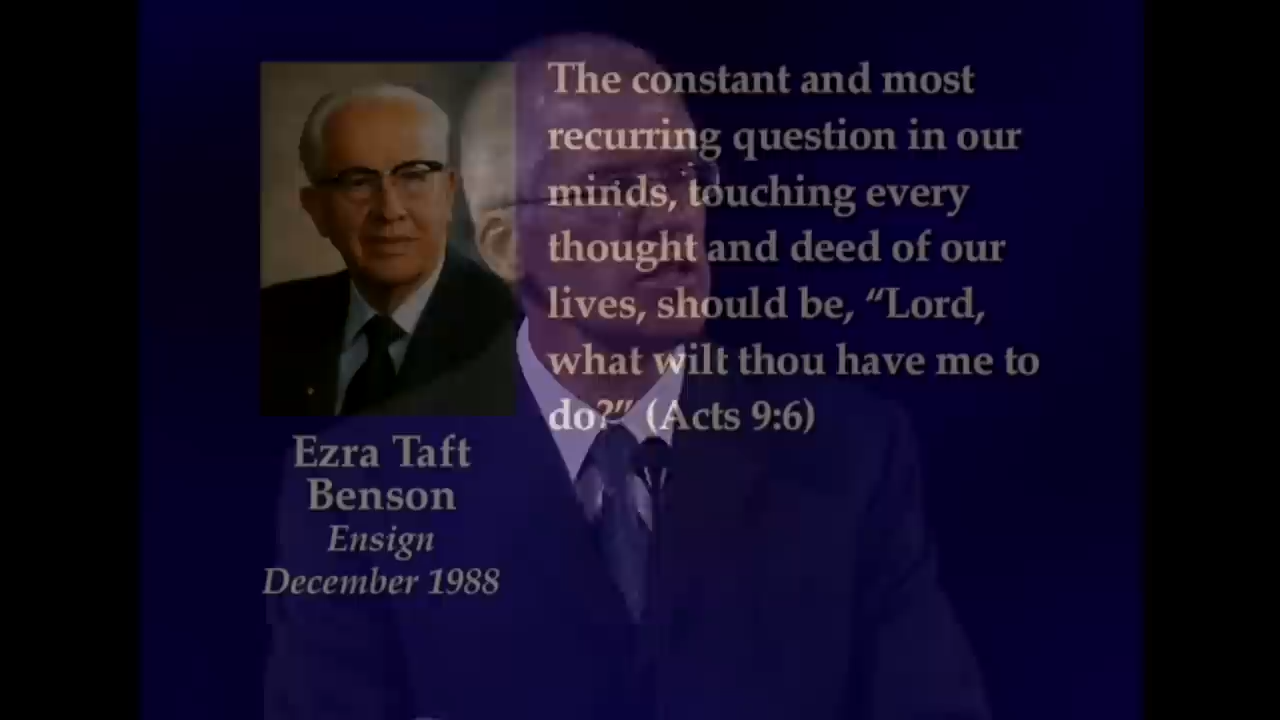 The constant and most
recurring question in our
minds, touching every
thought and deed of our
lives, should be, “Lord,
what wilt thou have me to
do?” (Acts 9:6)
Ezra Taft
Benson
Ensign
December 1988